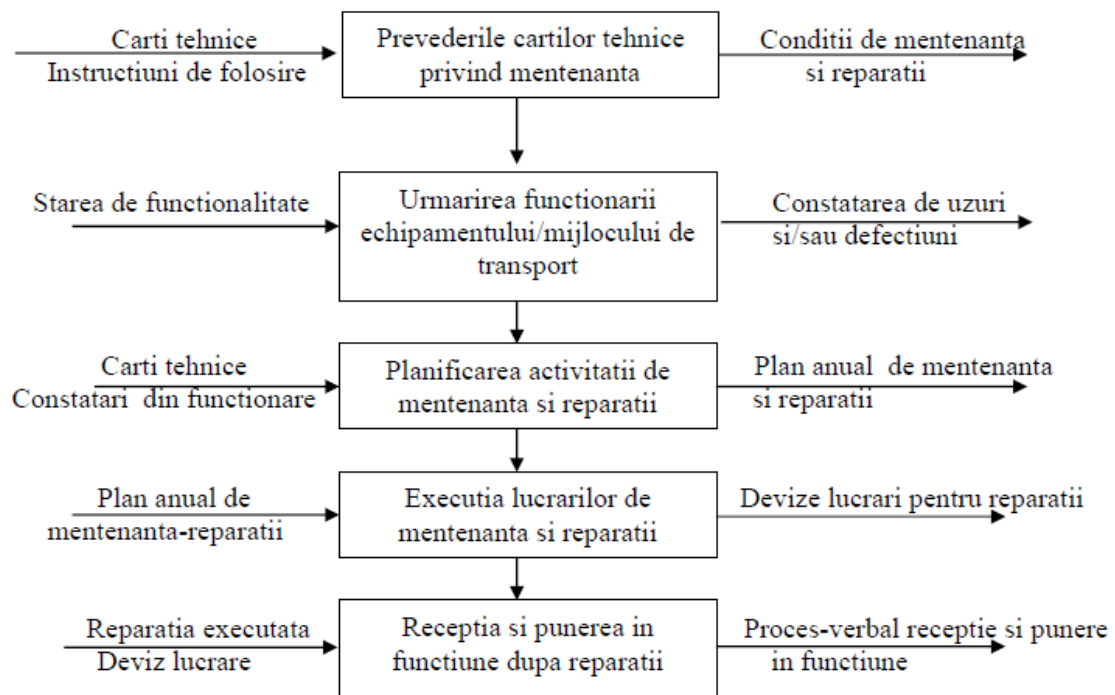 Carti tehnice
Instructiuni de folosire
Prevederile cartilor tehnice
privind mentenanta
Conditii de mentenanta
si reparatii
Starea de functionalitate
Urmarirea functionarii
echipamentului/mijlocului de
transport
Constatarea de uzuri
si/sau defectiuni
Carti tehnice
Constatari din functionare
Planificarea activitatii de
mentenanta si reparatii
Plan anual de mentenanta
si reparatii
Plan anual de
mentenanta-reparatii
Executia lucrarilor de
mentenanta si reparatii
Devize lucrari pentru reparatii
Reparatia executata
Deviz lucrare
Receptia si punerea in
functiune dupa reparatii
Proces-verbal receptie si punere
in functiune